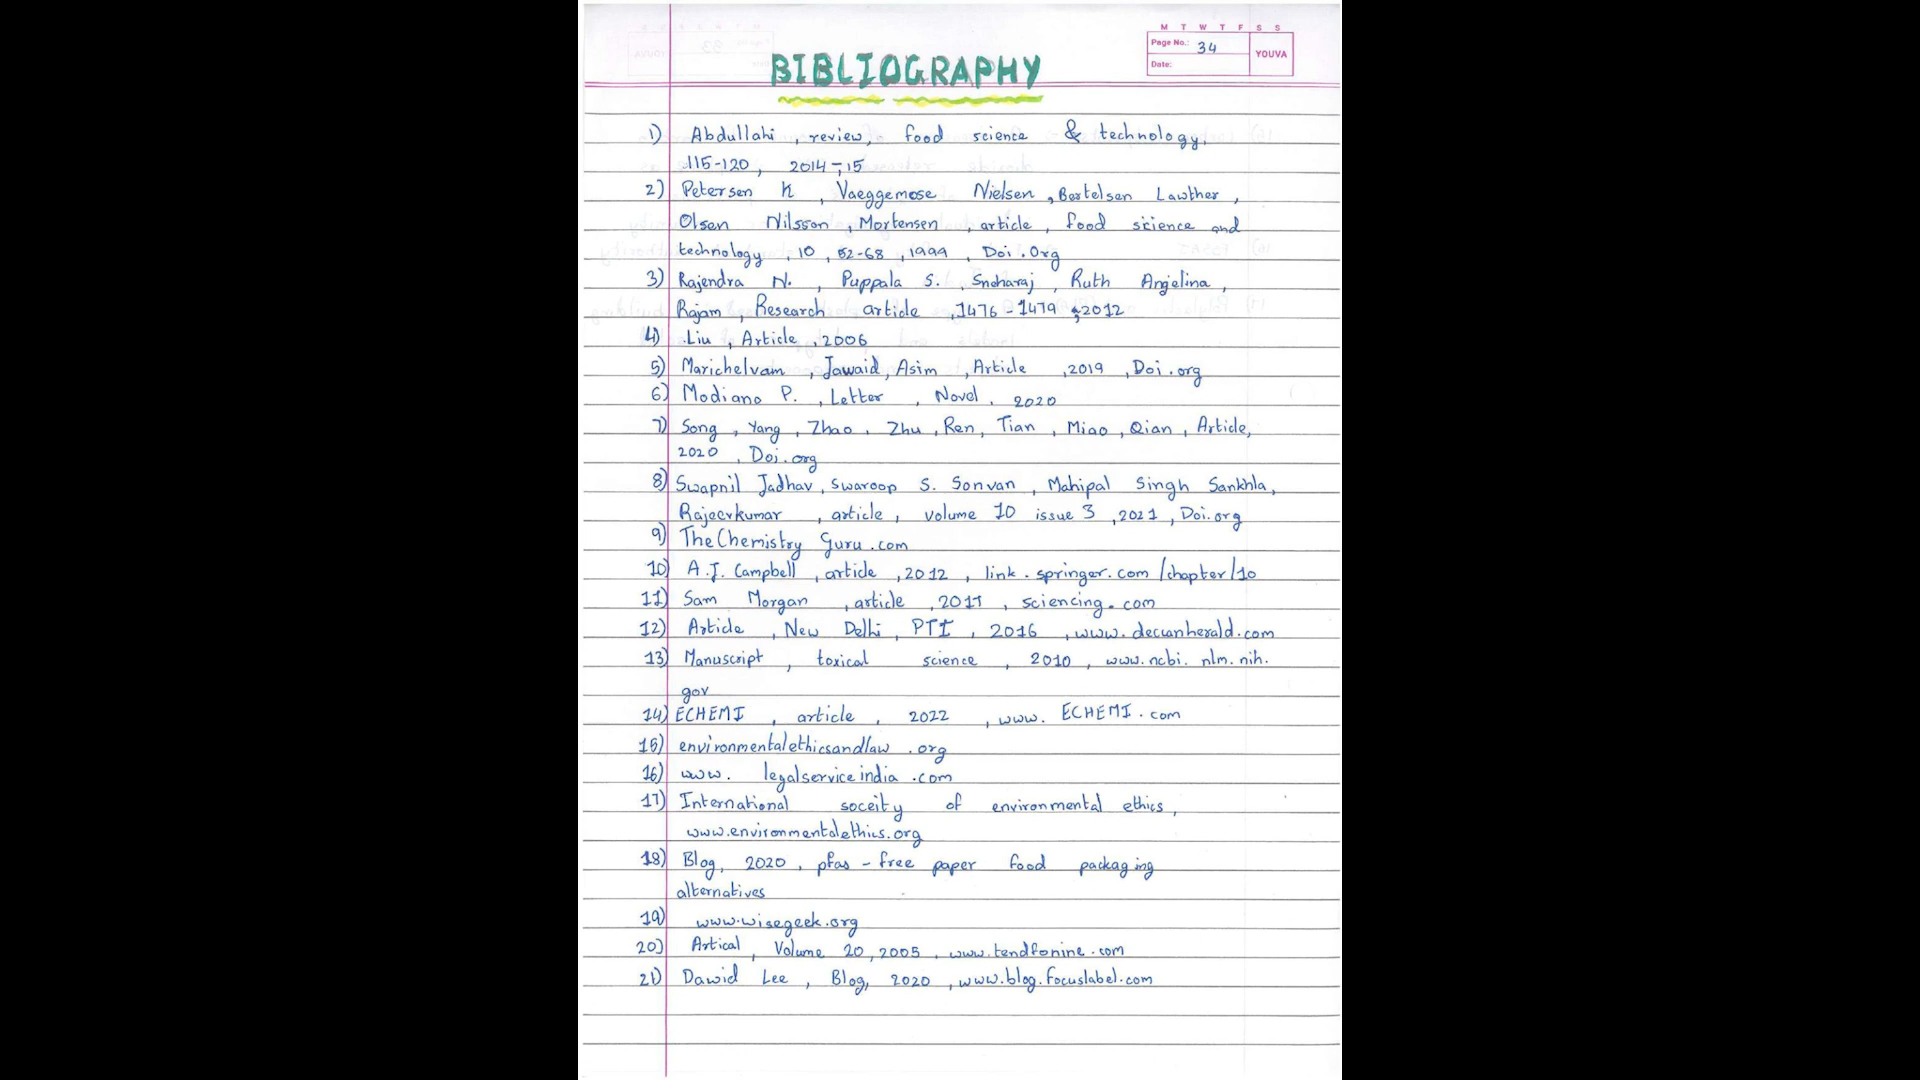 M T W T F S S
Page No.: 34
YOUVA
Date:
BIBLIOGRAPHY
1) Abdullahi, review, food science & technology,
115-120, 2014-15
2) Petersen K, Vaeggemose Nielsen, Bertelsen Lawther,
Olsen Nilsson, Mortensen, article, food science and
technology, 10, 52-68, 1999, Doi.Org
3) Rajendra N., Puppala S., Sneharaj, Ruth Angelina,
Rajam, Research article, 1476-1479, 2012
4) Liu, Article, 2006
5) Marichelvam, Jawaid, Asim, Article, 2019, Doi.org
6) Modiano P., Letter, Novel, 2020
7) Song, Yang, Zhao, Zhu, Ren, Tian, Miao, Qian, Article,
2020, Doi.org
8) Swapnil Jadhav, Swaroop S. Sonvan, Mahipal Singh Sankhla,
Rajeevkumar, article, volume 10 issue 3, 2021, Doi.org
9) The Chemistry Guru.com
10) A.J. Campbell, article, 2012, link.springer.com/chapter/10
11) Sam Morgan, article, 2017, sciencing.com
12) Article, New Delhi, PTI, 2016, www.deccanherald.com
13) Manuscript, toxical science, 2010, www.ncbi.nlm.nih.
gov
14) ECHEMI, article, 2022, www.ECHEMI.com
15) environmentalethicsandlaw.org
16) www.legalserviceindia.com
17) International soceity of environmental ethics,
www.environmentalethics.org
18) Blog, 2020, pfas-free paper food packaging
alternatives
19) www.wisegeek.org
20) Artical, Volume 20, 2005, www.tendfonine.com
21) Dawid Lee, Blog, 2020, www.blog.focuslabel.com